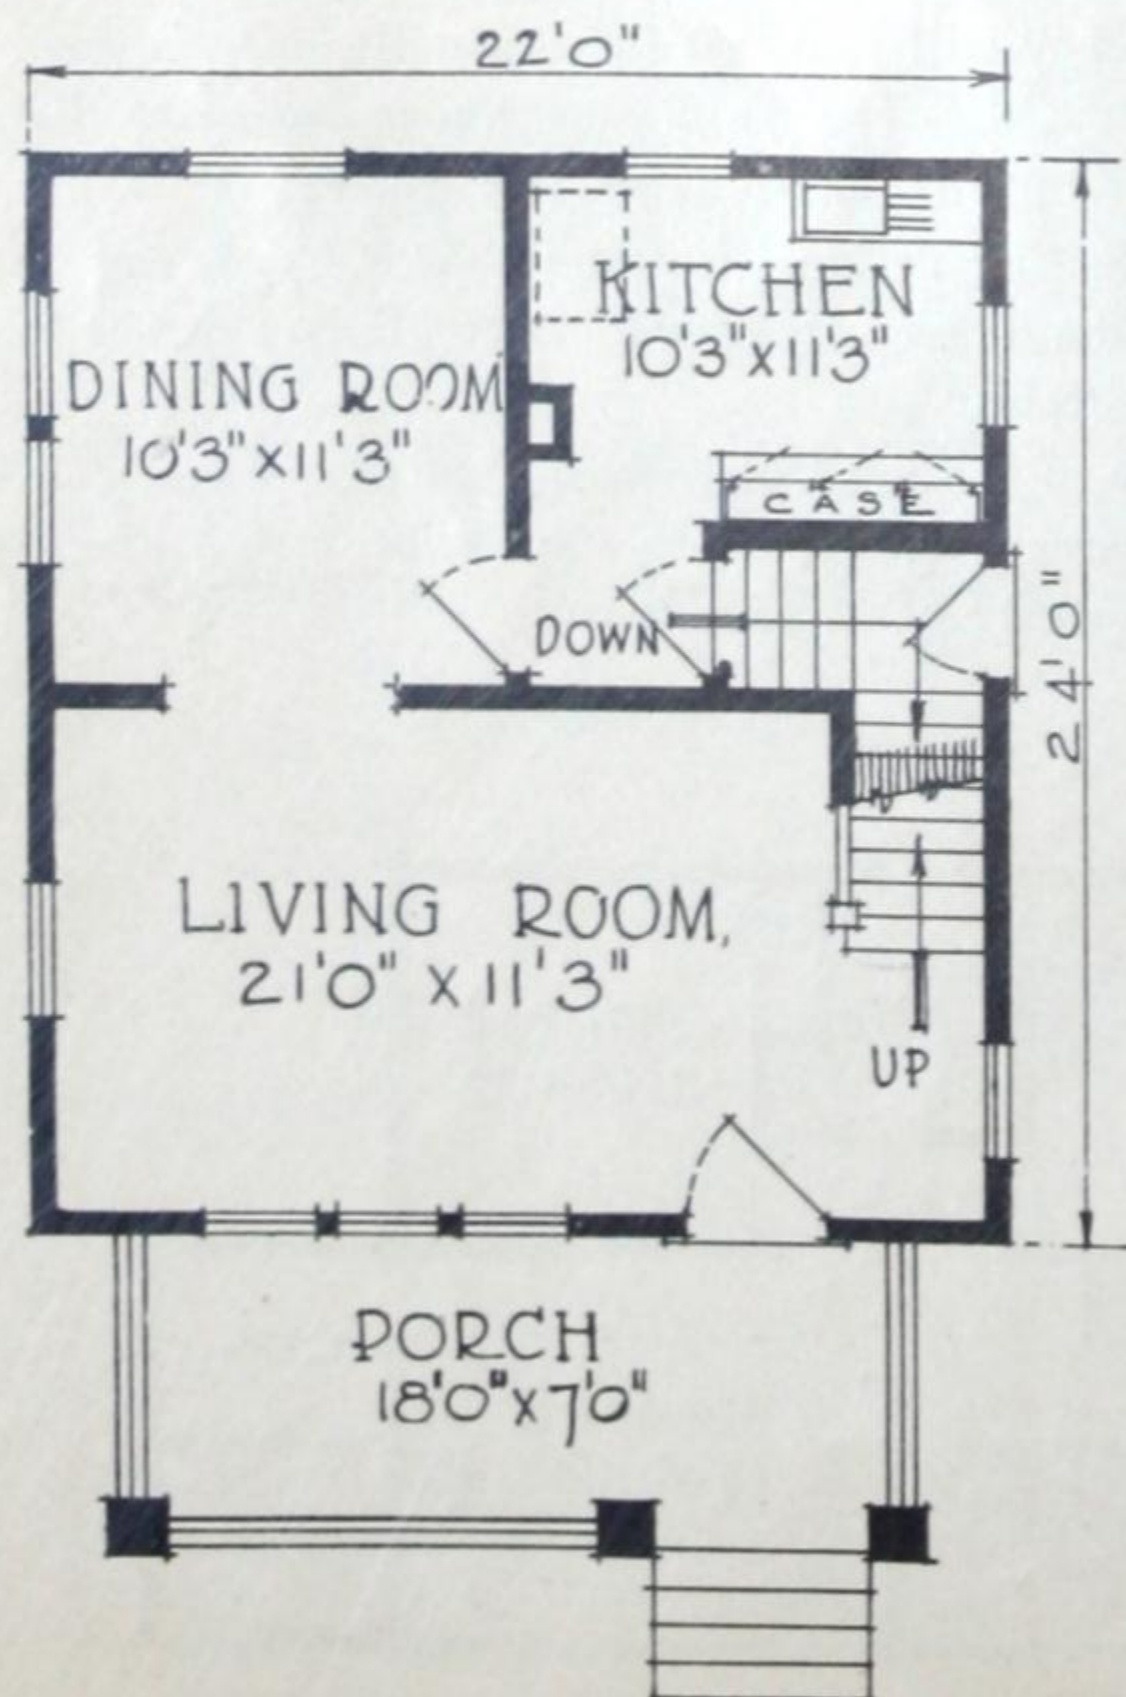 22'0"
KITCHEN
10'3"x11'3"
DINING ROOM
10'3"x11'3"
CASE
DOWN
24'0"
LIVING ROOM,
21'0" x 11'3"
UP
PORCH
18'0"x7'0"